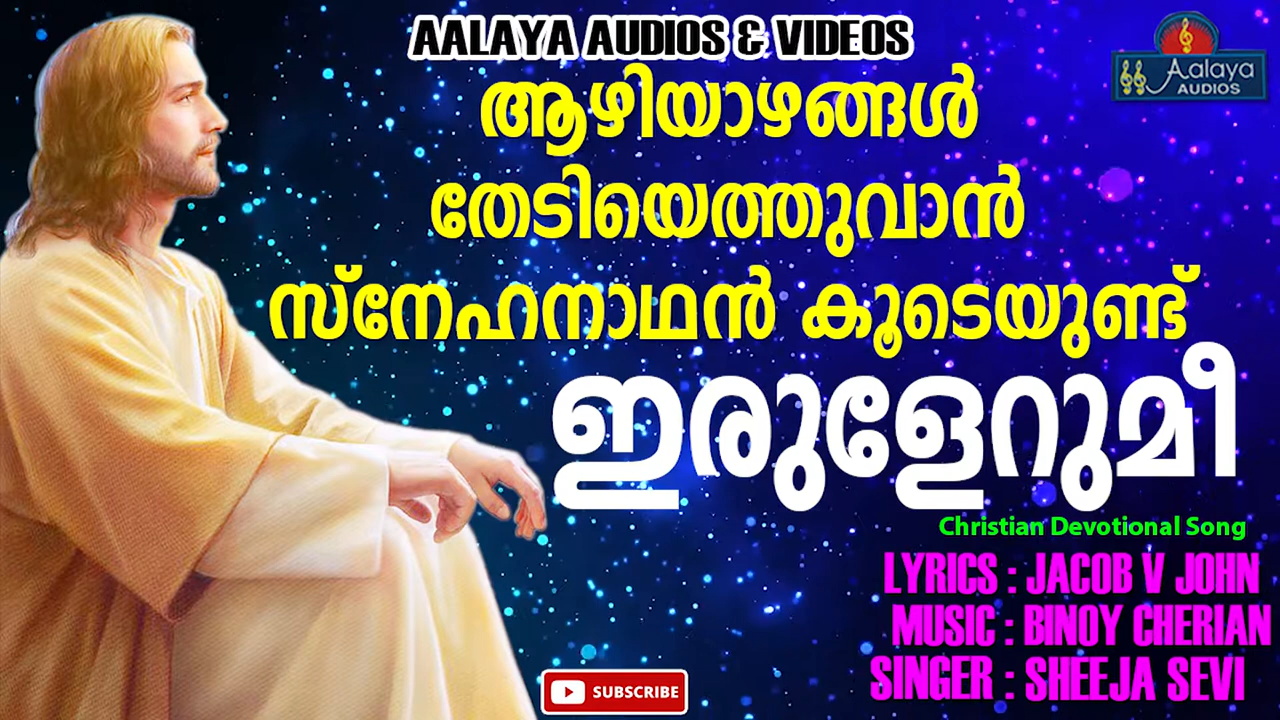 AALAYA AUDIOS & VIDEOS
Aalaya
AUDIOS
ആഴിയാഴങ്ങൾ
തേടിയെത്തുവാൻ
സ്നേഹനാഥൻ കൂടെയുണ്ട്
ഇരുളേറുമീ
Christian Devotional Song
LYRICS : JACOB V JOHN
MUSIC : BINOY CHERIAN
SINGER : SHEEJA SEVI
SUBSCRIBE